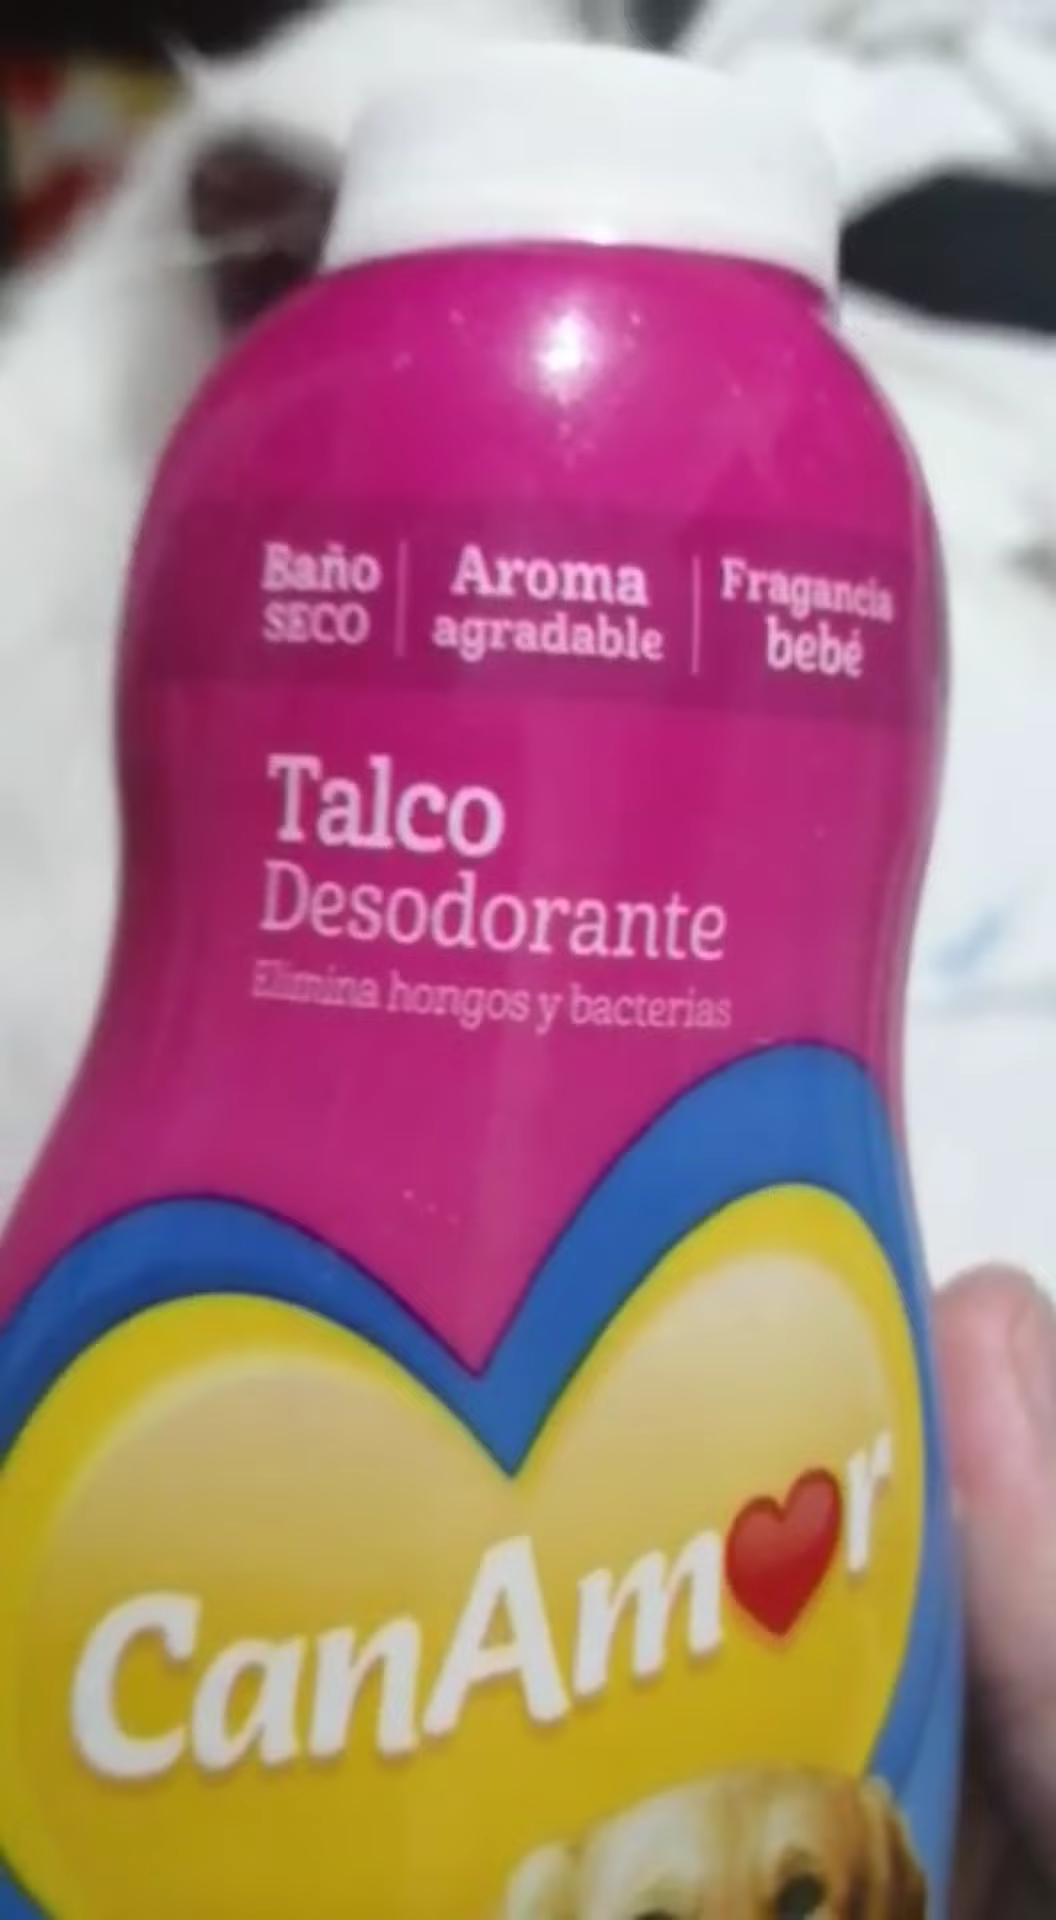 Baño
SECO
Aroma
agradable
Fragancia
bebé
Talco
Desodorante
Elimina hongos y bacterias
CanAmor